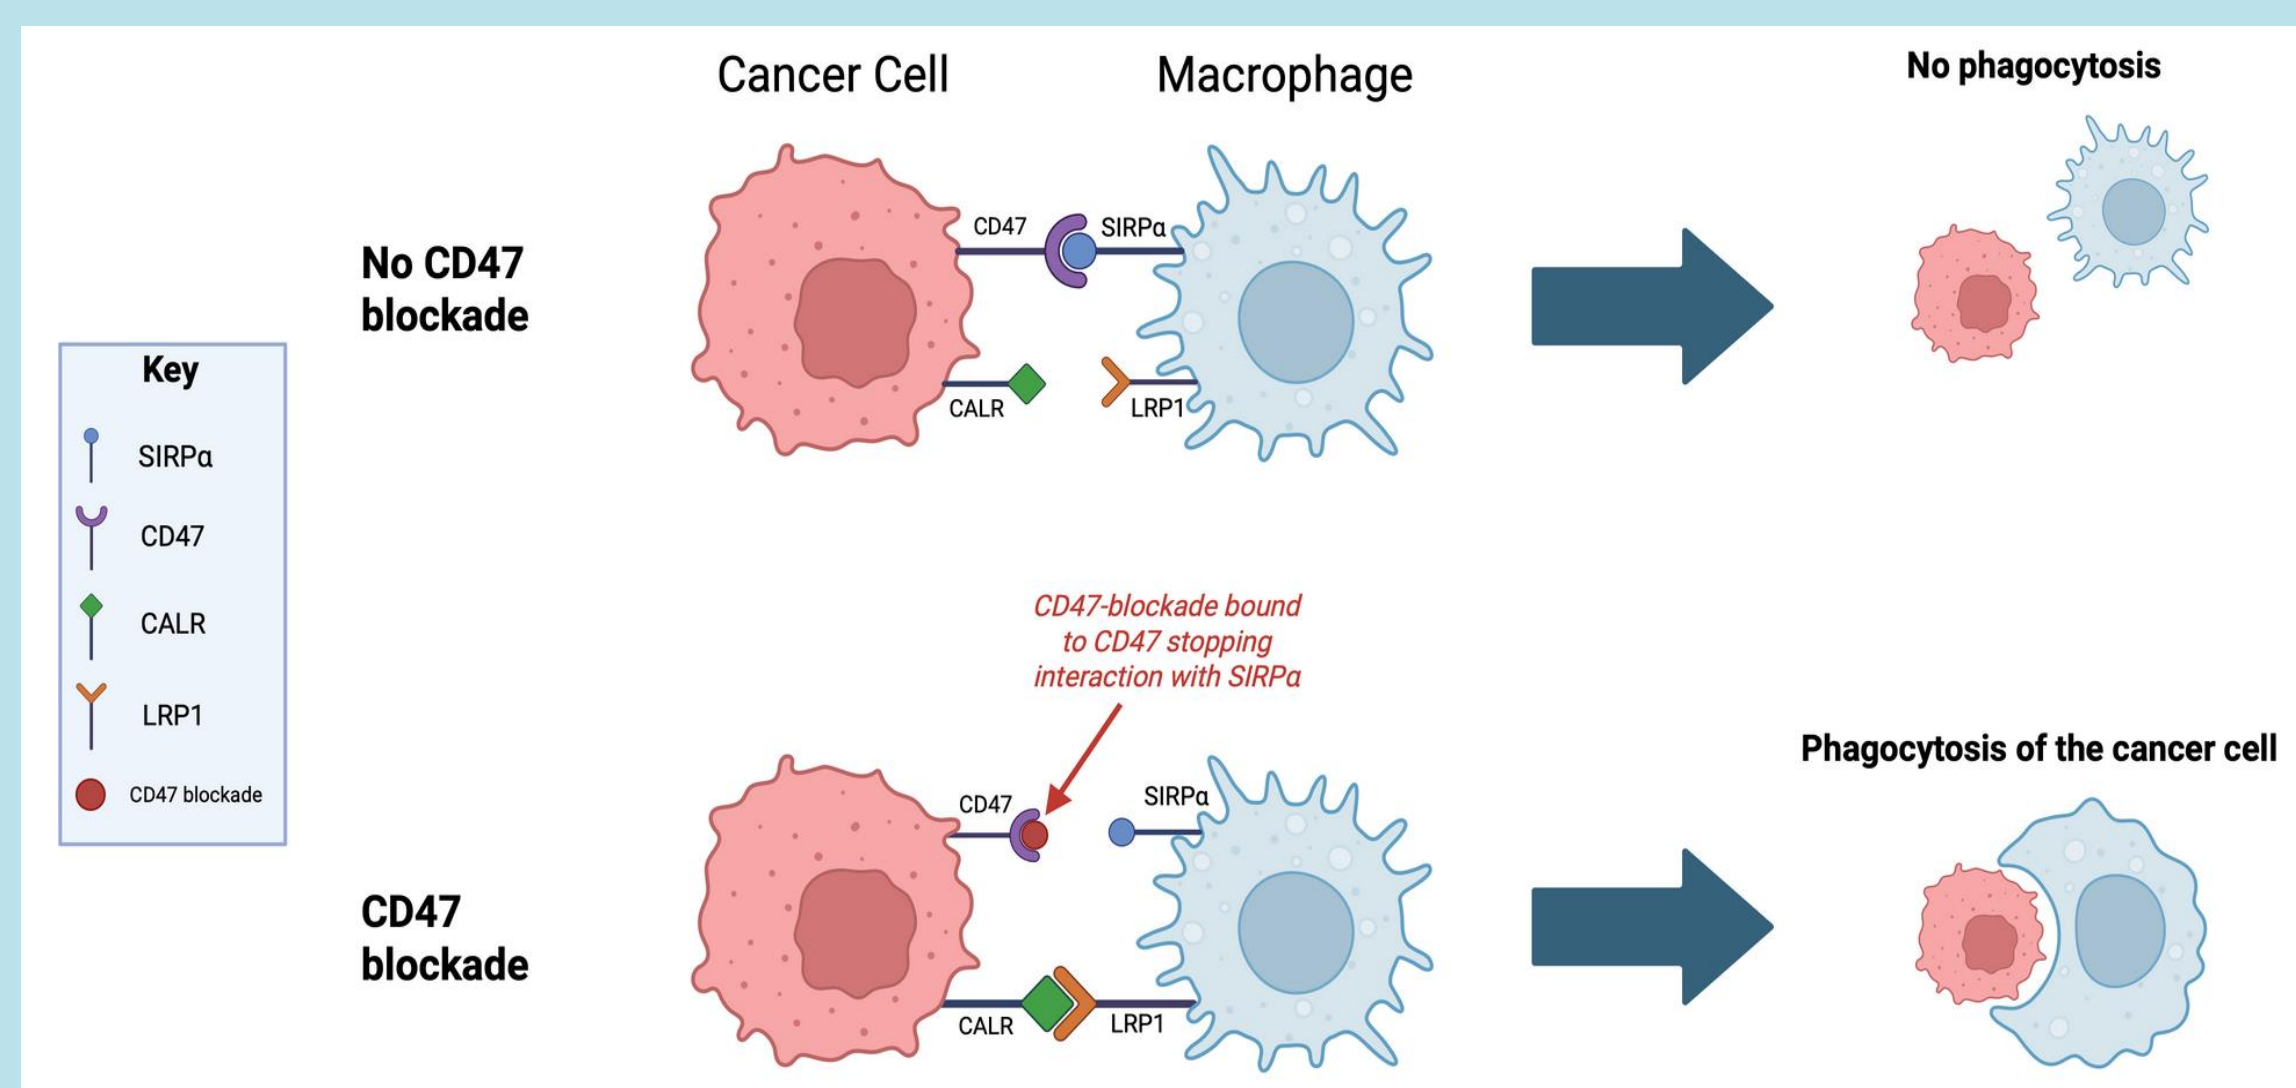 Cancer Cell
Macrophage
No phagocytosis
No CD47
blockade
CD47
SIRPα
CALR
LRP1
Key
SIRPα
CD47
CALR
LRP1
CD47 blockade
CD47-blockade bound
to CD47 stopping
interaction with SIRPα
Phagocytosis of the cancer cell
CD47
blockade
CD47
SIRPα
CALR
LRP1